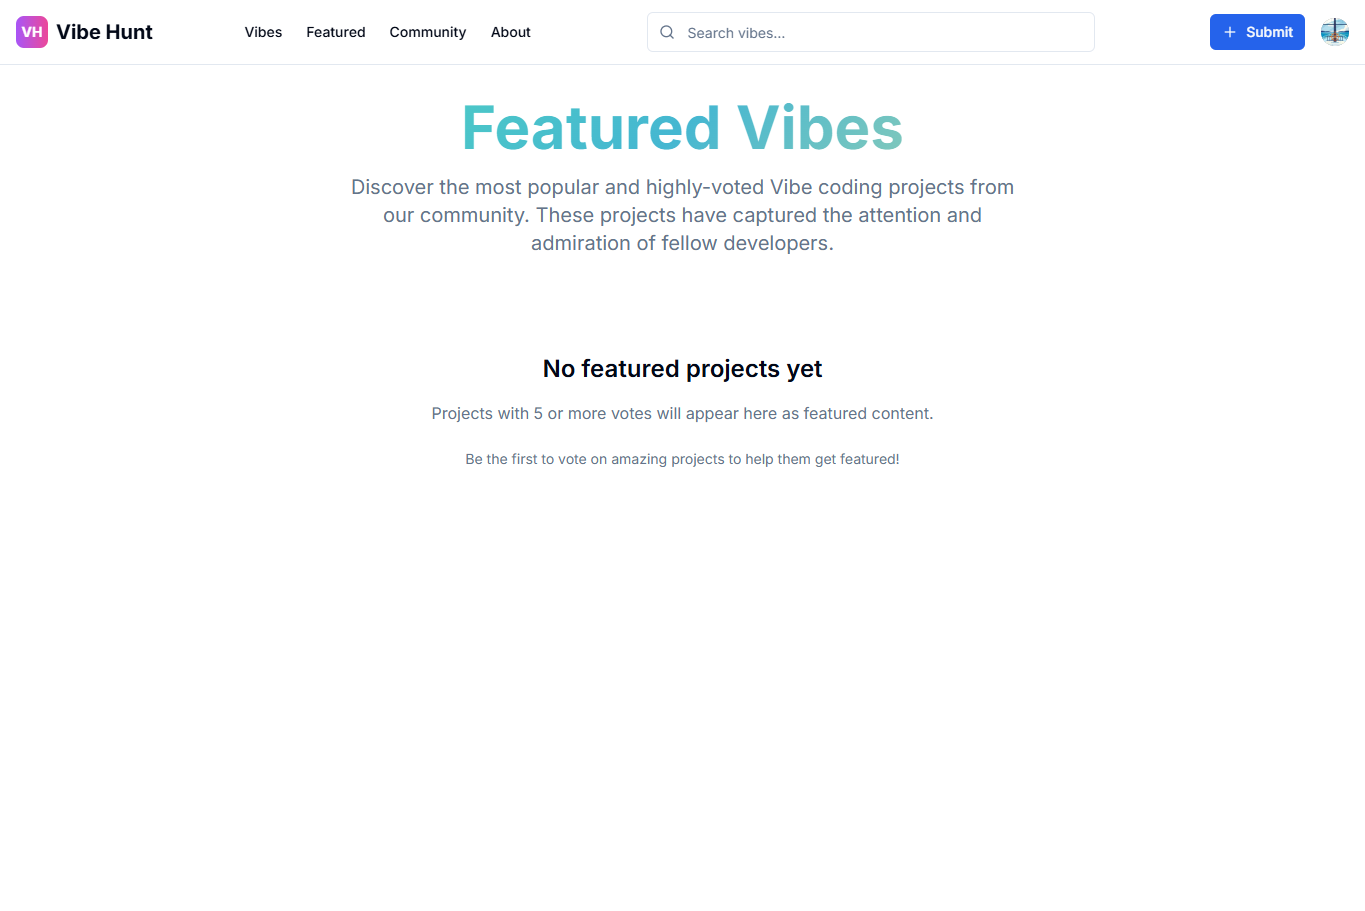 VH Vibe Hunt Vibes Featured Community About Search vibes... + Submit
Featured Vibes
Discover the most popular and highly-voted Vibe coding projects from
our community. These projects have captured the attention and
admiration of fellow developers.
No featured projects yet
Projects with 5 or more votes will appear here as featured content.
Be the first to vote on amazing projects to help them get featured!